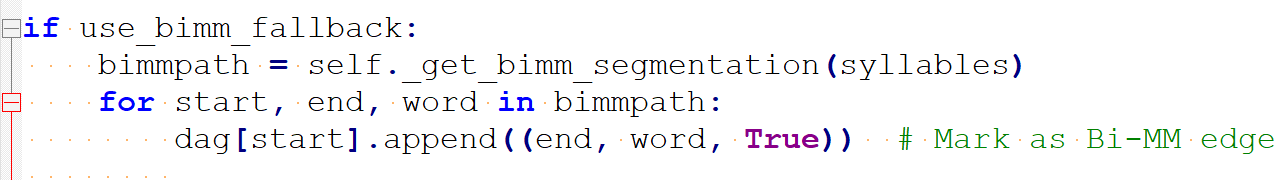 if use_bimm_fallback:
    bimmpath = self._get_bimm_segmentation(syllables)
    for start, end, word in bimmpath:
        dag[start].append((end, word, True))  # Mark as Bi-MM edge